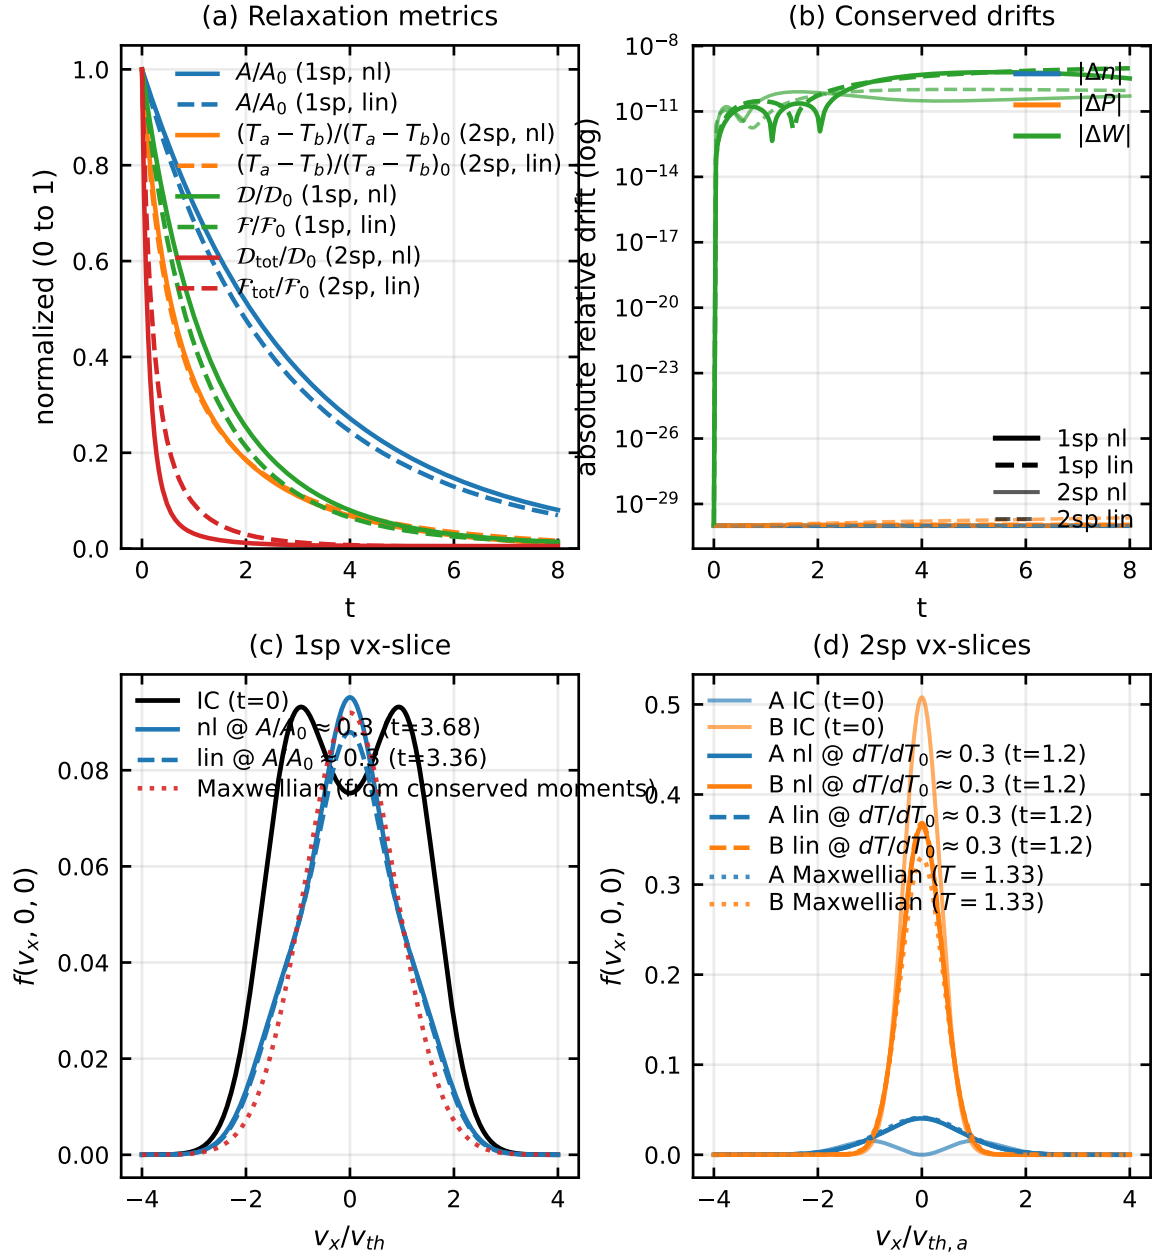 (a) Relaxation metrics
normalized (0 to 1)
1.0
0.8
0.6
0.4
0.2
0.0
A/A₀ (1sp, nl)
A/A₀ (1sp, lin)
(Tₐ − T_b)/(Tₐ − T_b)₀ (2sp, nl)
(Tₐ − T_b)/(Tₐ − T_b)₀ (2sp, lin)
𝒟/𝒟₀ (1sp, nl)
ℱ/ℱ₀ (1sp, lin)
𝒟_tot/𝒟₀ (2sp, nl)
ℱ_tot/ℱ₀ (2sp, lin)
0 2 4 6 8
t
(b) Conserved drifts
absolute relative drift (log)
10⁻⁸
10⁻¹¹
10⁻¹⁴
10⁻¹⁷
10⁻²⁰
10⁻²³
10⁻²⁶
10⁻²⁹
|Δn|
|ΔP|
|ΔW|
1sp nl
1sp lin
2sp nl
2sp lin
0 2 4 6 8
t
(c) 1sp vx-slice
f(vₓ, 0, 0)
0.08
0.06
0.04
0.02
0.00
IC (t=0)
nl @ A/A₀ ≈ 0.3 (t=3.68)
lin @ A/A₀ ≈ 0.3 (t=3.36)
Maxwellian (from conserved moments)
−4 −2 0 2 4
vₓ/v_th
(d) 2sp vx-slices
f(vₓ, 0, 0)
0.5
0.4
0.3
0.2
0.1
0.0
A IC (t=0)
B IC (t=0)
A nl @ dT/dT₀ ≈ 0.3 (t=1.2)
B nl @ dT/dT₀ ≈ 0.3 (t=1.2)
A lin @ dT/dT₀ ≈ 0.3 (t=1.2)
B lin @ dT/dT₀ ≈ 0.3 (t=1.2)
A Maxwellian (T = 1.33)
B Maxwellian (T = 1.33)
−4 −2 0 2 4
vₓ/v_th,a